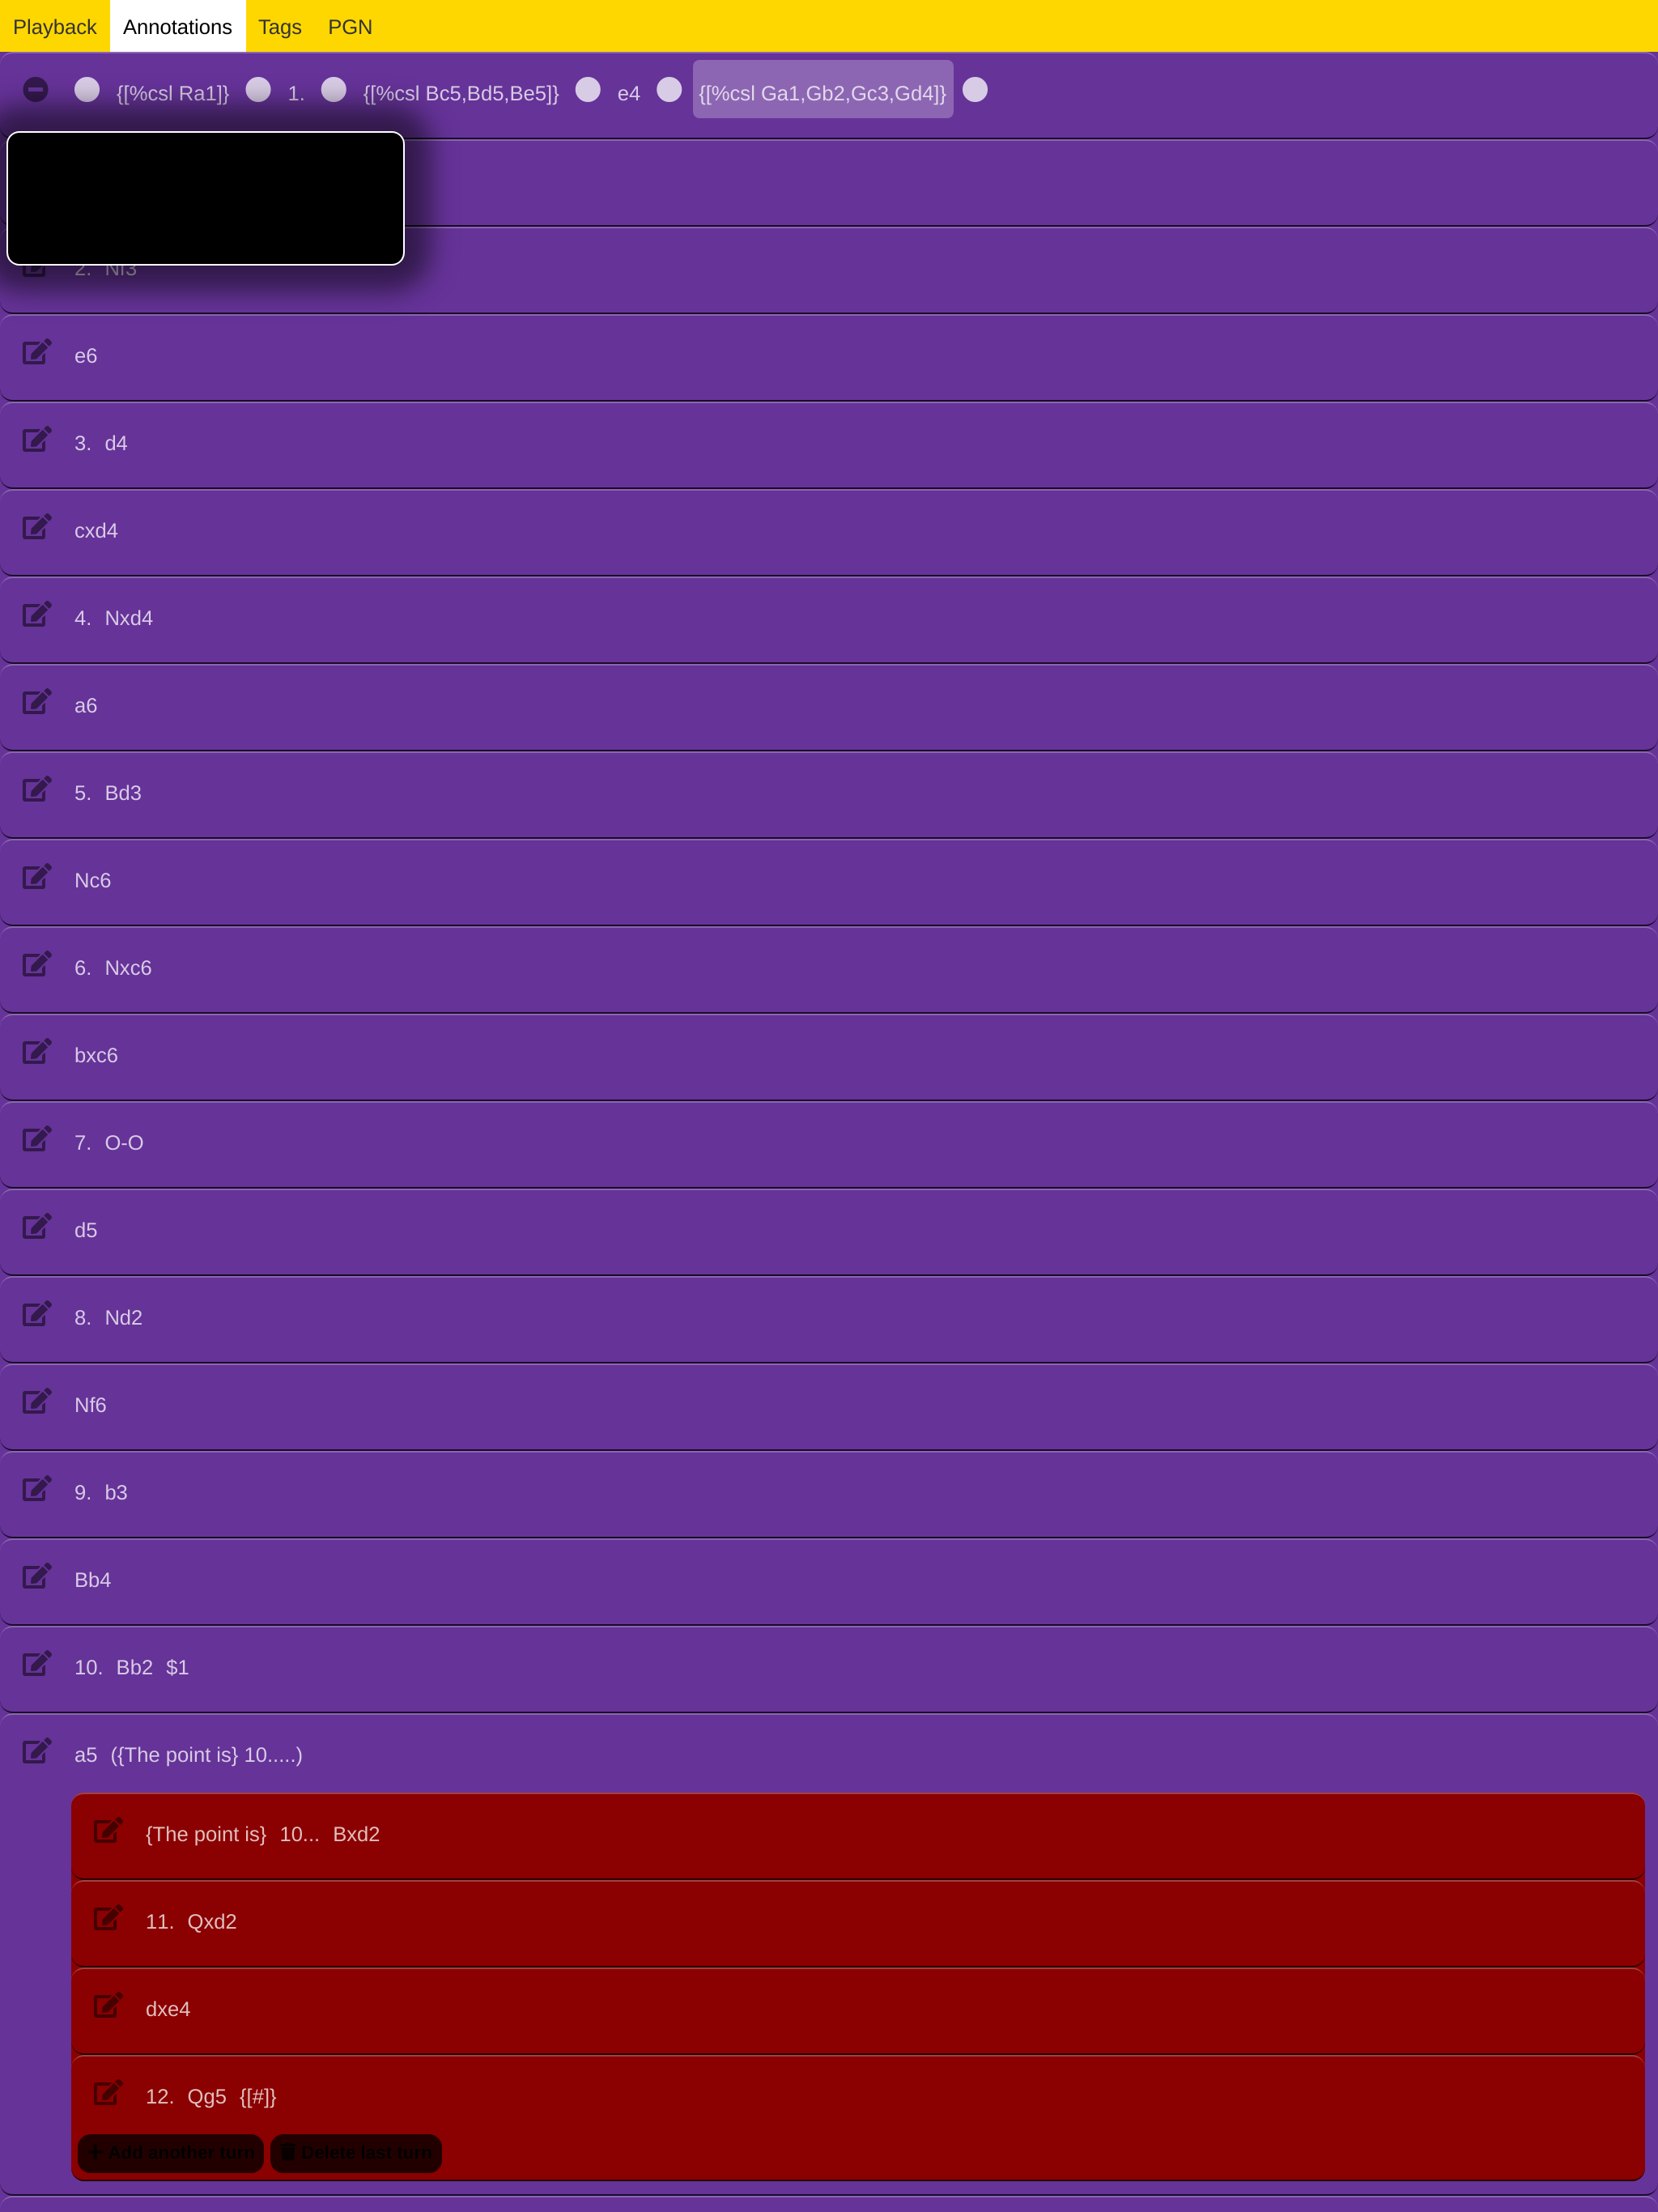 Playback Annotations Tags PGN
{[%csl Ra1]} 1. {[%csl Bc5,Bd5,Be5]} e4 {[%csl Ga1,Gb2,Gc3,Gd4]}
2. Nf3
e6
3. d4
cxd4
4. Nxd4
a6
5. Bd3
Nc6
6. Nxc6
bxc6
7. O-O
d5
8. Nd2
Nf6
9. b3
Bb4
10. Bb2 $1
a5 ({The point is} 10.....)
{The point is} 10... Bxd2
11. Qxd2
dxe4
12. Qg5 {[#]}
Add another turn Delete last turn